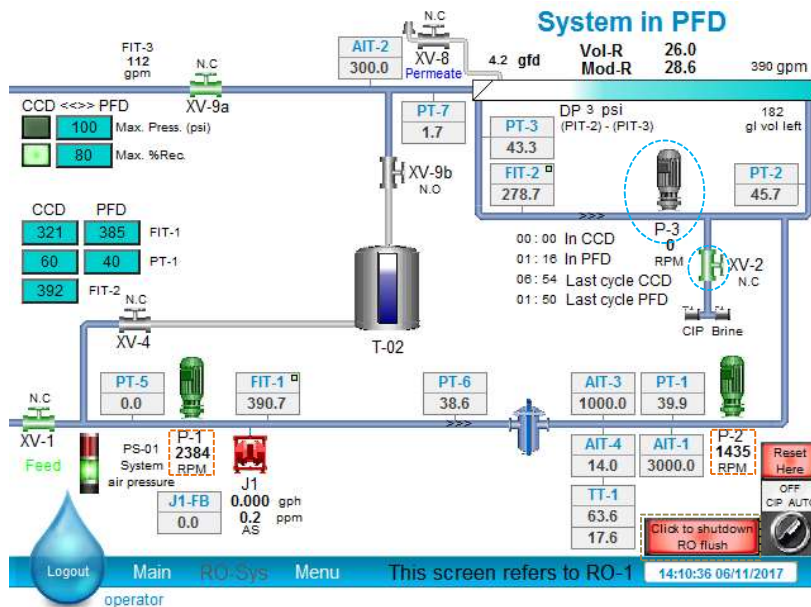 System in PFD
FIT-3
112
gpm
N.C
XV-9a
AIT-2
300.0
N.C
XV-8
Permeate
4.2 gfd
Vol-R 26.0
Mod-R 28.6
390 gpm
CCD <<>> PFD
100 Max. Press. (psi)
80 Max. %Rec.
PT-7
1.7
DP 3 psi
(PIT-2) - (PIT-3)
182
gl vol left
PT-3
43.3
FIT-2
278.7
PT-2
45.7
XV-9b
N.O
>>>
P-3
0
RPM
CCD PFD
321 385 FIT-1
60 40 PT-1
392 FIT-2
00:00 In CCD
01:16 In PFD
06:54 Last cycle CCD
01:50 Last cycle PFD
XV-2
N.C
CIP Brine
N.C
XV-4
T-02
PT-5
0.0
FIT-1
390.7
PT-6
38.6
>>>
AIT-3
1000.0
PT-1
39.9
N.C
XV-1
Feed
PS-01
System
air pressure
P-1
2384
RPM
J1
0.000 gph
0.2 ppm
AS
J1-FB
0.0
AIT-4
14.0
AIT-1
3000.0
P-2
1435
RPM
TT-1
63.6
17.6
Reset
Here
OFF
CIP AUTO
Click to shutdown
RO flush
Logout
Main RO-Sys Menu This screen refers to RO-1 14:10:36 06/11/2017
operator